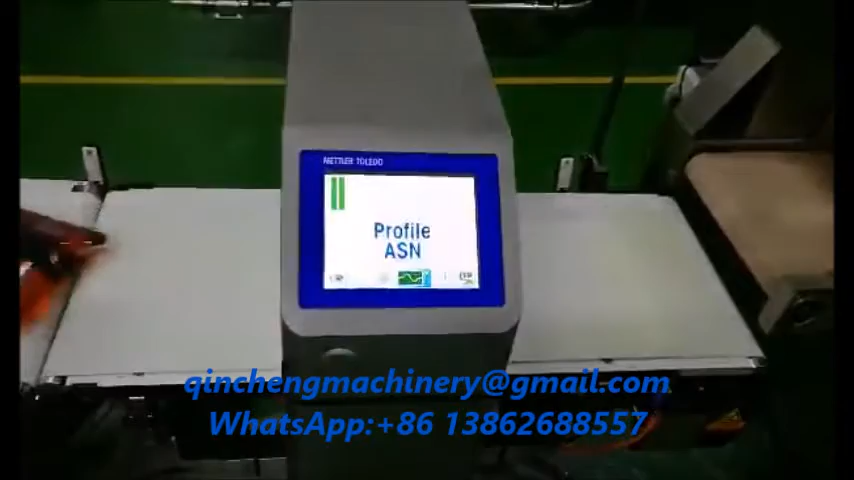 METTLER TOLEDO
Profile
ASN
qinchengmachinery@gmail.com
WhatsApp:+86 13862688557